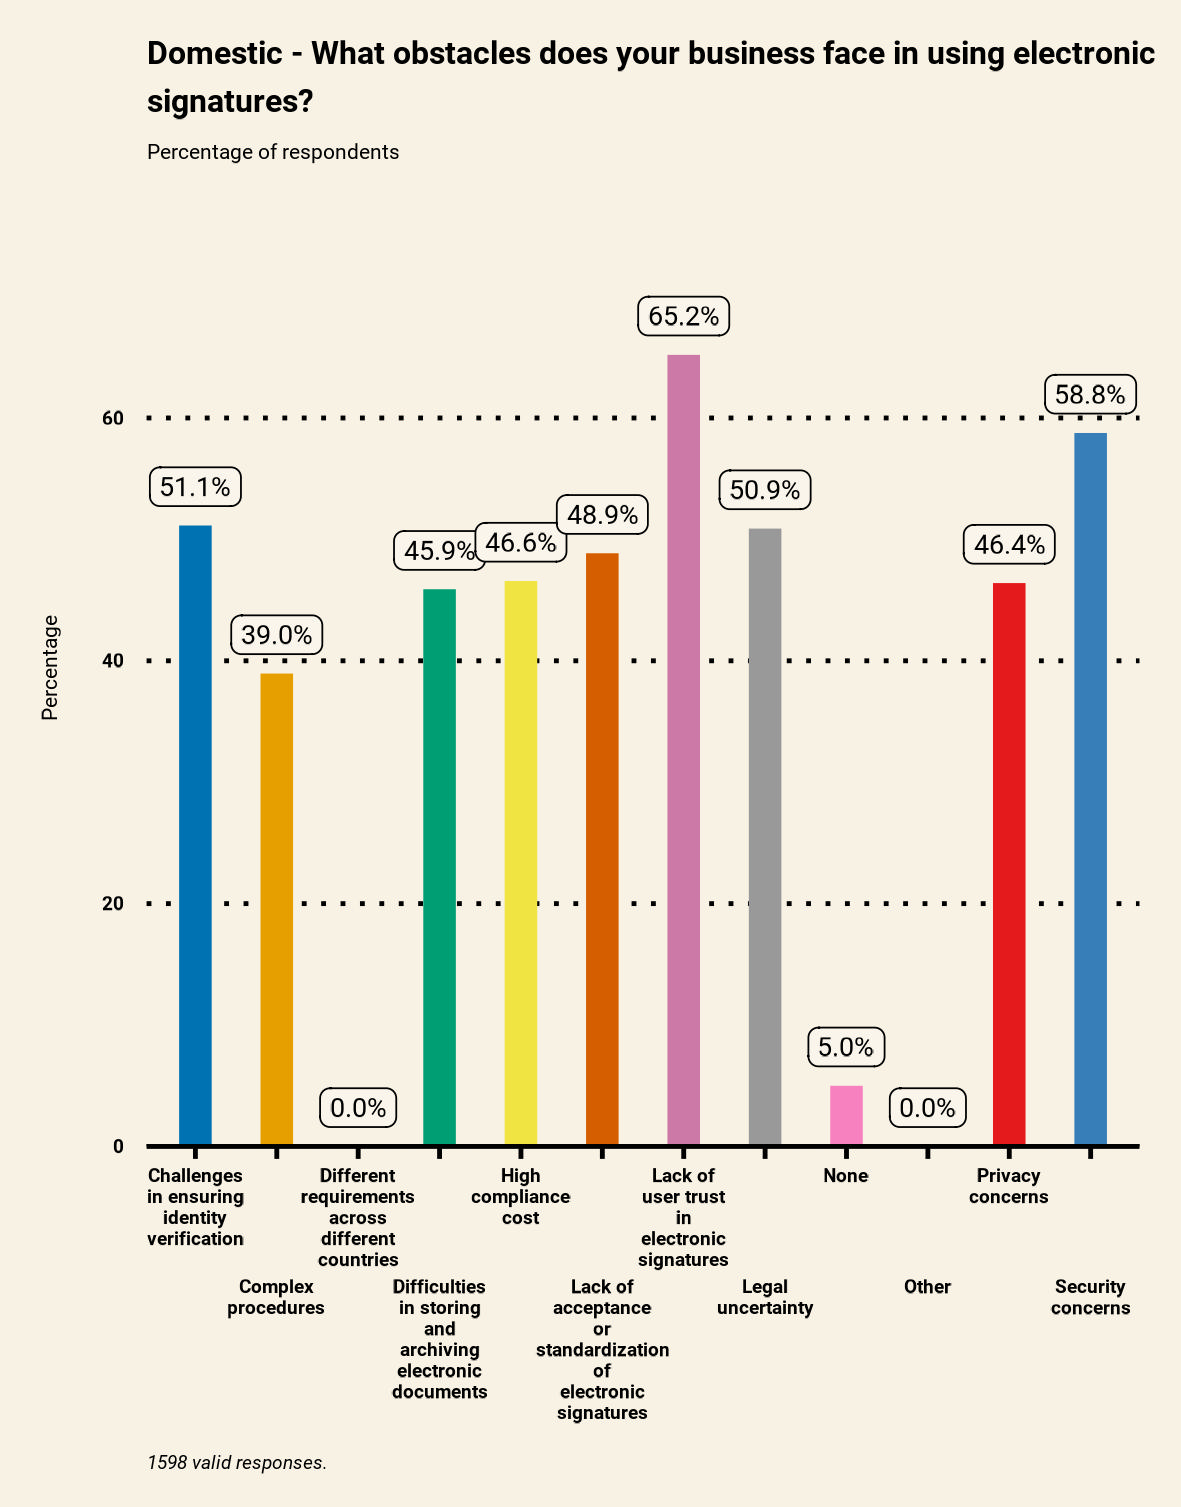 Domestic - What obstacles does your business face in using electronic
signatures?
Percentage of respondents
65.2%
58.8%
60
51.1%
50.9%
48.9%
46.6%
45.9%
46.4%
39.0%
40
Percentage
20
5.0%
0.0%
0.0%
0
Challenges
in ensuring
identity
verification
Complex
procedures
Different
requirements
across
different
countries
Difficulties
in storing
and
archiving
electronic
documents
High
compliance
cost
Lack of
acceptance
or
standardization
of
electronic
signatures
Lack of
user trust
in
electronic
signatures
Legal
uncertainty
None
Other
Privacy
concerns
Security
concerns
1598 valid responses.